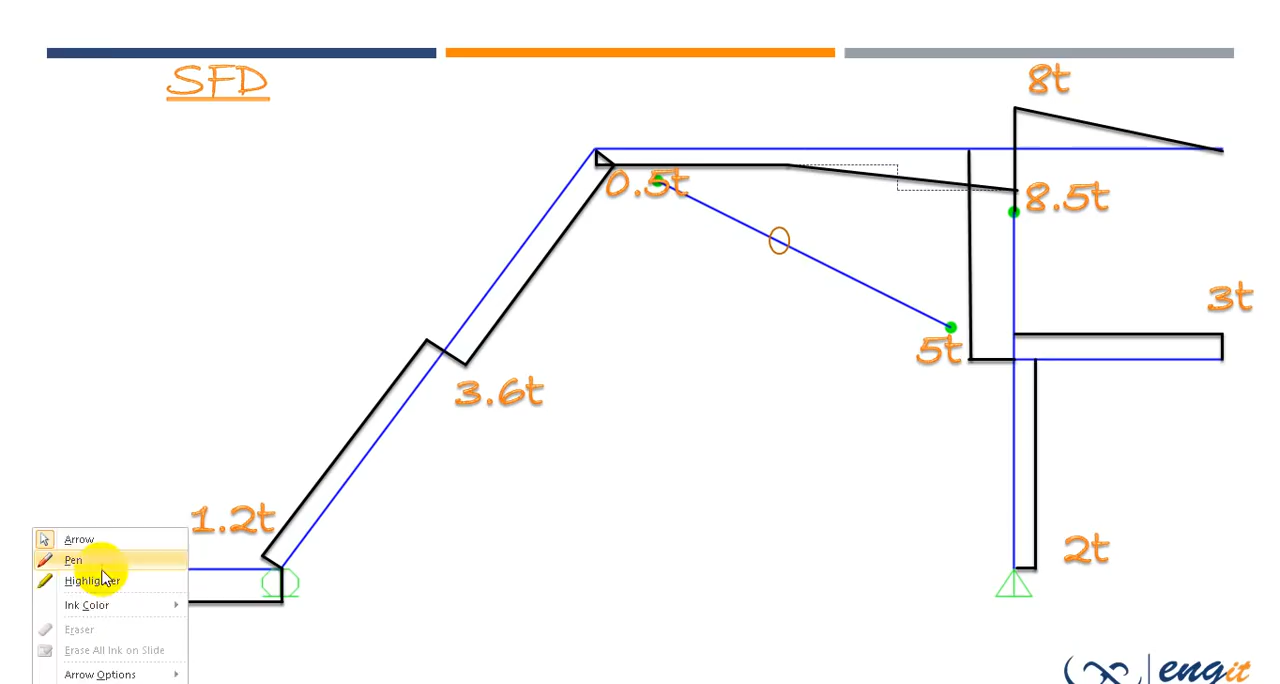 SFD
8t
0.5t
8.5t
3t
5t
3.6t
1.2t
2t
Arrow
Pen
Highlighter
Ink Color
Eraser
Erase All Ink on Slide
Arrow Options
engit